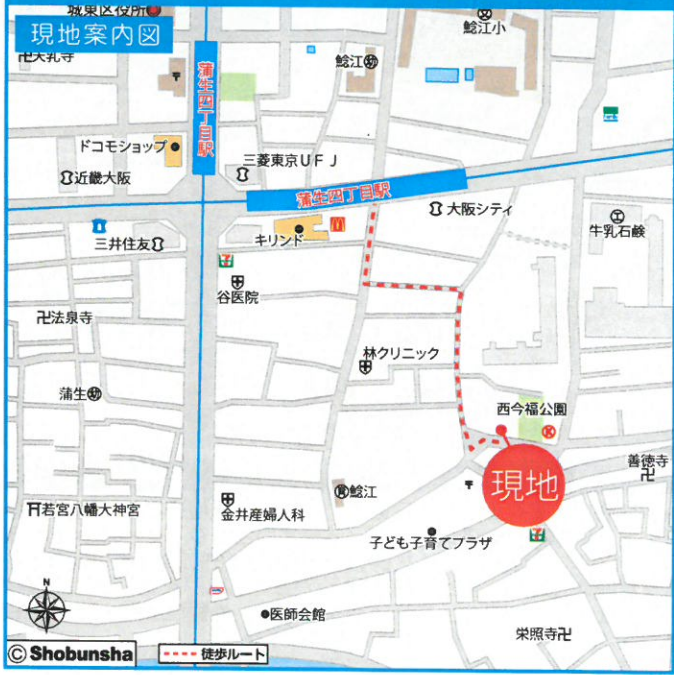 城東区役所
現地案内図
卍大乳寺
鯰江幼
鯰江小
蒲生四丁目駅
ドコモショップ
三菱東京UFJ
近畿大阪
蒲生四丁目駅
大阪シティ
牛乳石鹸
三井住友
キリンド
谷医院
卍法泉寺
林クリニック
蒲生幼
西今福公園
善徳寺
卍
現地
鯰江
金井産婦人科
若宮八幡大神宮
子ども子育てプラザ
N
医師会館
栄照寺卍
© Shobunsha
徒歩ルート